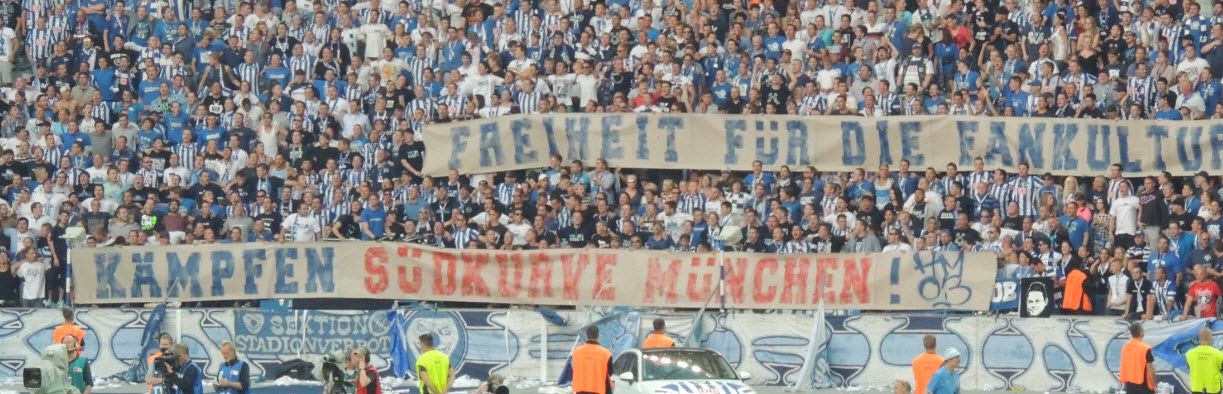 FREIHEIT FÜR DIE FANKULTUR
KÄMPFEN SÜDKURVE MÜNCHEN!
SEKTION
STADIONVERBOT